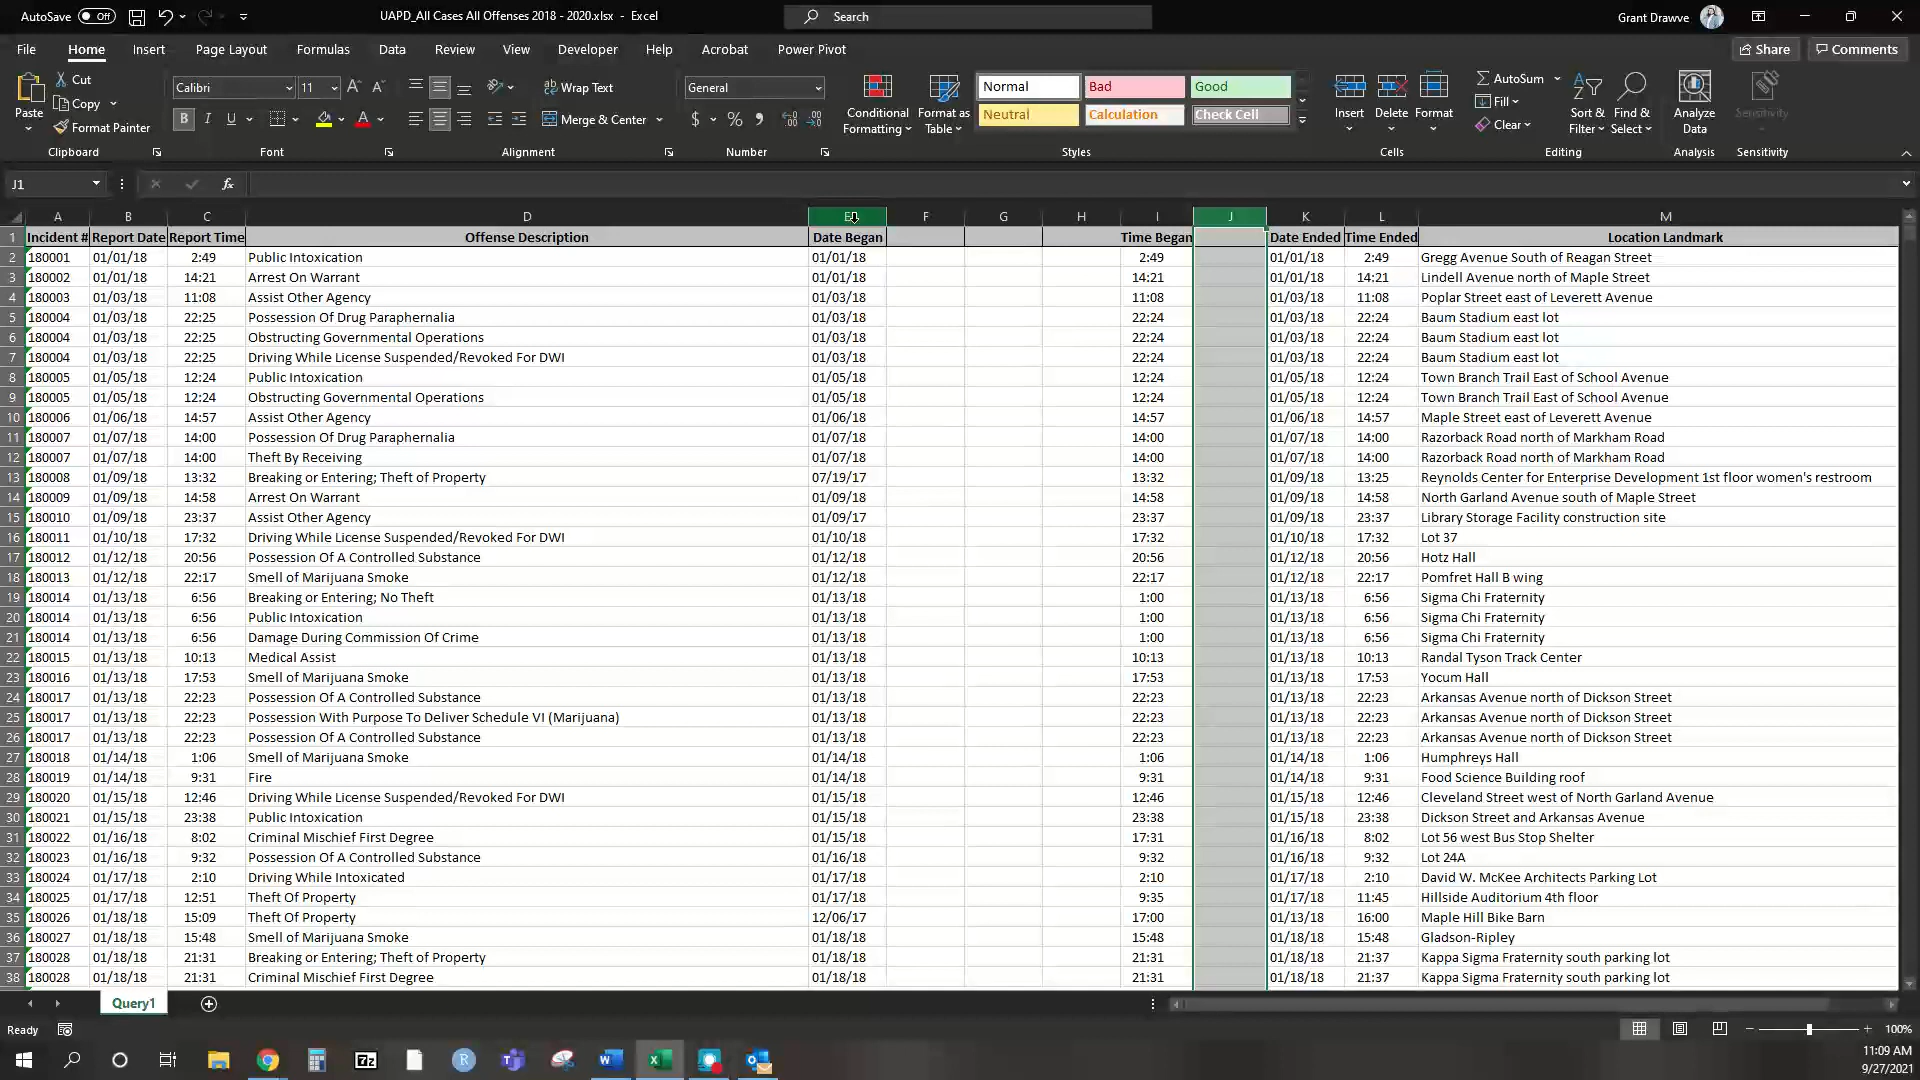 AutoSave Off UAPD_All Cases All Offenses 2018 - 2020.xlsx - Excel Search Grant Drawve
File Home Insert Page Layout Formulas Data Review View Developer Help Acrobat Power Pivot Share Comments
Cut Calibri 11 Wrap Text General Normal Bad Good AutoSum
Paste Copy Conditional Format as Insert Delete Format Fill Sort & Find & Analyze Sensitivity
Format Painter Merge & Center Formatting Table Neutral Calculation Check Cell Clear Filter Select Data
Clipboard Font Alignment Number Styles Cells Editing Analysis Sensitivity
J1 fx
A B C D E F G H I J K L M
1 Incident # Report Date Report Time Offense Description Date Began Time Began Date Ended Time Ended Location Landmark
2 180001 01/01/18 2:49 Public Intoxication 01/01/18 2:49 01/01/18 2:49 Gregg Avenue South of Reagan Street
3 180002 01/01/18 14:21 Arrest On Warrant 01/01/18 14:21 01/01/18 14:21 Lindell Avenue north of Maple Street
4 180003 01/03/18 11:08 Assist Other Agency 01/03/18 11:08 01/03/18 11:08 Poplar Street east of Leverett Avenue
5 180004 01/03/18 22:25 Possession Of Drug Paraphernalia 01/03/18 22:24 01/03/18 22:24 Baum Stadium east lot
6 180004 01/03/18 22:25 Obstructing Governmental Operations 01/03/18 22:24 01/03/18 22:24 Baum Stadium east lot
7 180004 01/03/18 22:25 Driving While License Suspended/Revoked For DWI 01/03/18 22:24 01/03/18 22:24 Baum Stadium east lot
8 180005 01/05/18 12:24 Public Intoxication 01/05/18 12:24 01/05/18 12:24 Town Branch Trail East of School Avenue
9 180005 01/05/18 12:24 Obstructing Governmental Operations 01/05/18 12:24 01/05/18 12:24 Town Branch Trail East of School Avenue
10 180006 01/06/18 14:57 Assist Other Agency 01/06/18 14:57 01/06/18 14:57 Maple Street east of Leverett Avenue
11 180007 01/07/18 14:00 Possession Of Drug Paraphernalia 01/07/18 14:00 01/07/18 14:00 Razorback Road north of Markham Road
12 180007 01/07/18 14:00 Theft By Receiving 01/07/18 14:00 01/07/18 14:00 Razorback Road north of Markham Road
13 180008 01/09/18 13:32 Breaking or Entering; Theft of Property 07/19/17 13:32 01/09/18 13:25 Reynolds Center for Enterprise Development 1st floor women's restroom
14 180009 01/09/18 14:58 Arrest On Warrant 01/09/18 14:58 01/09/18 14:58 North Garland Avenue south of Maple Street
15 180010 01/09/18 23:37 Assist Other Agency 01/09/17 23:37 01/09/18 23:37 Library Storage Facility construction site
16 180011 01/10/18 17:32 Driving While License Suspended/Revoked For DWI 01/10/18 17:32 01/10/18 17:32 Lot 37
17 180012 01/12/18 20:56 Possession Of A Controlled Substance 01/12/18 20:56 01/12/18 20:56 Hotz Hall
18 180013 01/12/18 22:17 Smell of Marijuana Smoke 01/12/18 22:17 01/12/18 22:17 Pomfret Hall B wing
19 180014 01/13/18 6:56 Breaking or Entering; No Theft 01/13/18 1:00 01/13/18 6:56 Sigma Chi Fraternity
20 180014 01/13/18 6:56 Public Intoxication 01/13/18 1:00 01/13/18 6:56 Sigma Chi Fraternity
21 180014 01/13/18 6:56 Damage During Commission Of Crime 01/13/18 1:00 01/13/18 6:56 Sigma Chi Fraternity
22 180015 01/13/18 10:13 Medical Assist 01/13/18 10:13 01/13/18 10:13 Randal Tyson Track Center
23 180016 01/13/18 17:53 Smell of Marijuana Smoke 01/13/18 17:53 01/13/18 17:53 Yocum Hall
24 180017 01/13/18 22:23 Possession Of A Controlled Substance 01/13/18 22:23 01/13/18 22:23 Arkansas Avenue north of Dickson Street
25 180017 01/13/18 22:23 Possession With Purpose To Deliver Schedule VI (Marijuana) 01/13/18 22:23 01/13/18 22:23 Arkansas Avenue north of Dickson Street
26 180017 01/13/18 22:23 Possession Of A Controlled Substance 01/13/18 22:23 01/13/18 22:23 Arkansas Avenue north of Dickson Street
27 180018 01/14/18 1:06 Smell of Marijuana Smoke 01/14/18 1:06 01/14/18 1:06 Humphreys Hall
28 180019 01/14/18 9:31 Fire 01/14/18 9:31 01/14/18 9:31 Food Science Building roof
29 180020 01/15/18 12:46 Driving While License Suspended/Revoked For DWI 01/15/18 12:46 01/15/18 12:46 Cleveland Street west of North Garland Avenue
30 180021 01/15/18 23:38 Public Intoxication 01/15/18 23:38 01/15/18 23:38 Dickson Street and Arkansas Avenue
31 180022 01/16/18 8:02 Criminal Mischief First Degree 01/15/18 17:31 01/16/18 8:02 Lot 56 west Bus Stop Shelter
32 180023 01/16/18 9:32 Possession Of A Controlled Substance 01/16/18 9:32 01/16/18 9:32 Lot 24A
33 180024 01/17/18 2:10 Driving While Intoxicated 01/17/18 2:10 01/17/18 2:10 David W. McKee Architects Parking Lot
34 180025 01/17/18 12:51 Theft Of Property 01/17/18 9:35 01/17/18 11:45 Hillside Auditorium 4th floor
35 180026 01/18/18 15:09 Theft Of Property 12/06/17 17:00 01/13/18 16:00 Maple Hill Bike Barn
36 180027 01/18/18 15:48 Smell of Marijuana Smoke 01/18/18 15:48 01/18/18 15:48 Gladson-Ripley
37 180028 01/18/18 21:31 Breaking or Entering; Theft of Property 01/18/18 21:31 01/18/18 21:37 Kappa Sigma Fraternity south parking lot
38 180028 01/18/18 21:31 Criminal Mischief First Degree 01/18/18 21:31 01/18/18 21:37 Kappa Sigma Fraternity south parking lot
Query1
Ready 100%
11:09 AM
9/27/2021